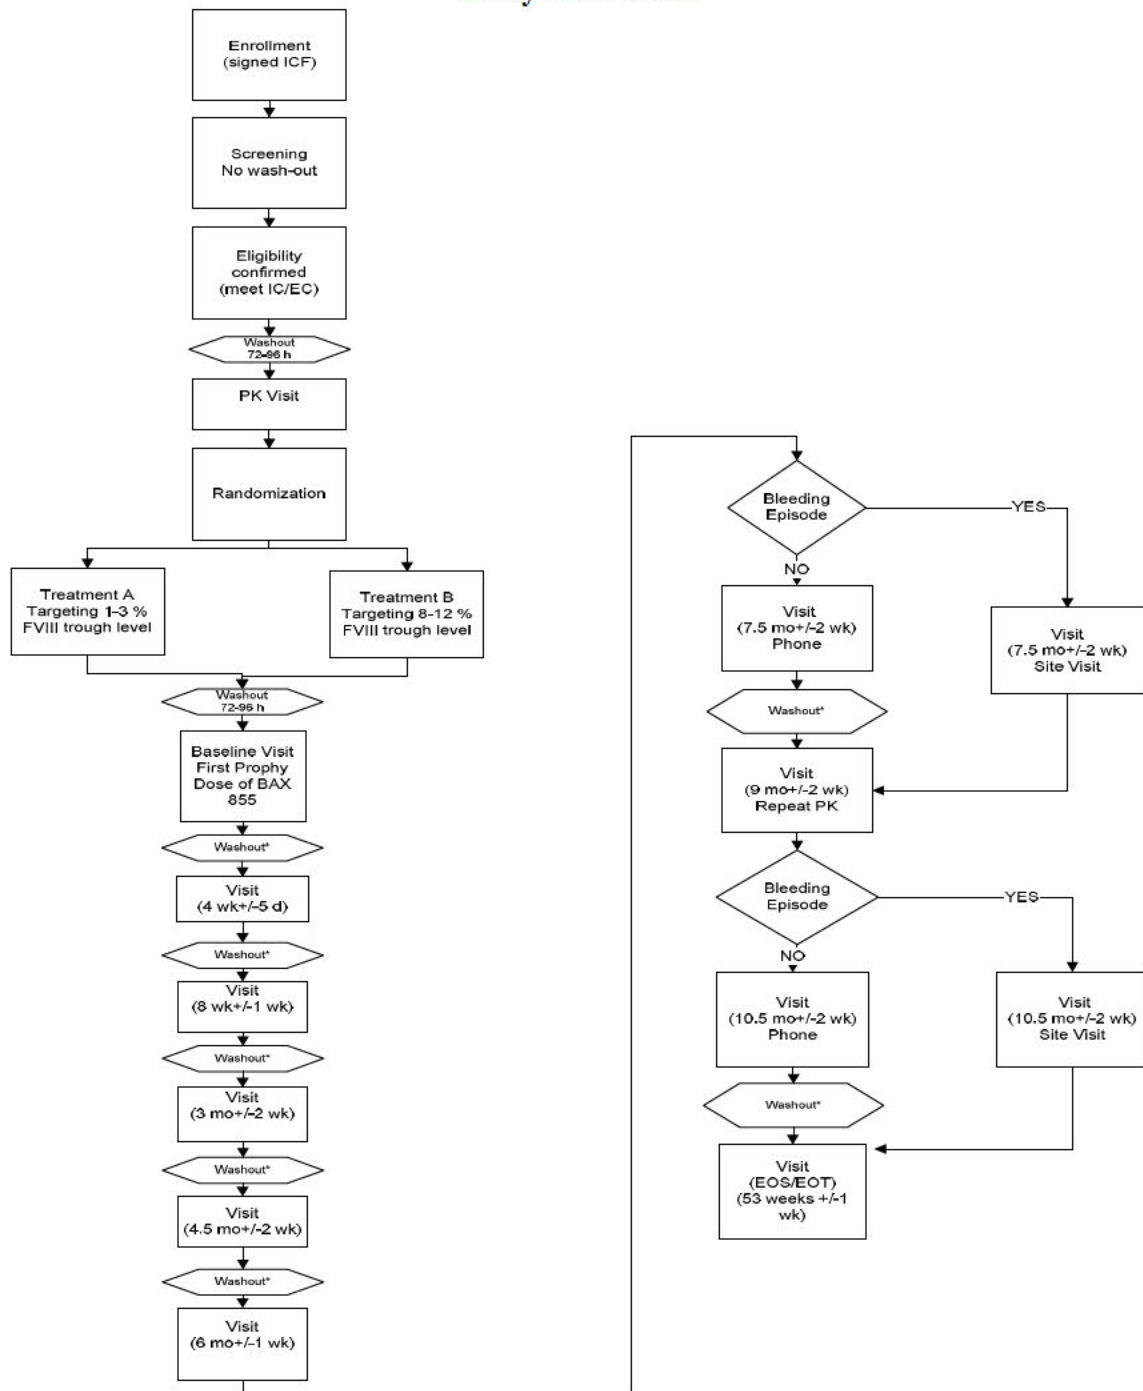 Enrollment
(signed ICF)
Screening
No wash-out
Eligibility
confirmed
(meet IC/EC)
Washout
72-96 h
PK Visit
Randomization
Treatment A
Targeting 1-3 %
FVIII trough level
Treatment B
Targeting 8-12 %
FVIII trough level
Washout
72-96 h
Baseline Visit
First Prophy
Dose of BAX
855
Washout*
Visit
(4 wk+/-5 d)
Washout*
Visit
(8 wk+/-1 wk)
Washout*
Visit
(3 mo+/-2 wk)
Washout*
Visit
(4.5 mo+/-2 wk)
Washout*
Visit
(6 mo+/-1 wk)
Bleeding
Episode
YES
NO
Visit
(7.5 mo+/-2 wk)
Phone
Visit
(7.5 mo+/-2 wk)
Site Visit
Washout*
Visit
(9 mo+/-2 wk)
Repeat PK
Bleeding
Episode
YES
NO
Visit
(10.5 mo+/-2 wk)
Phone
Visit
(10.5 mo+/-2 wk)
Site Visit
Washout*
Visit
(EOS/EOT)
(53 weeks +/-1
wk)